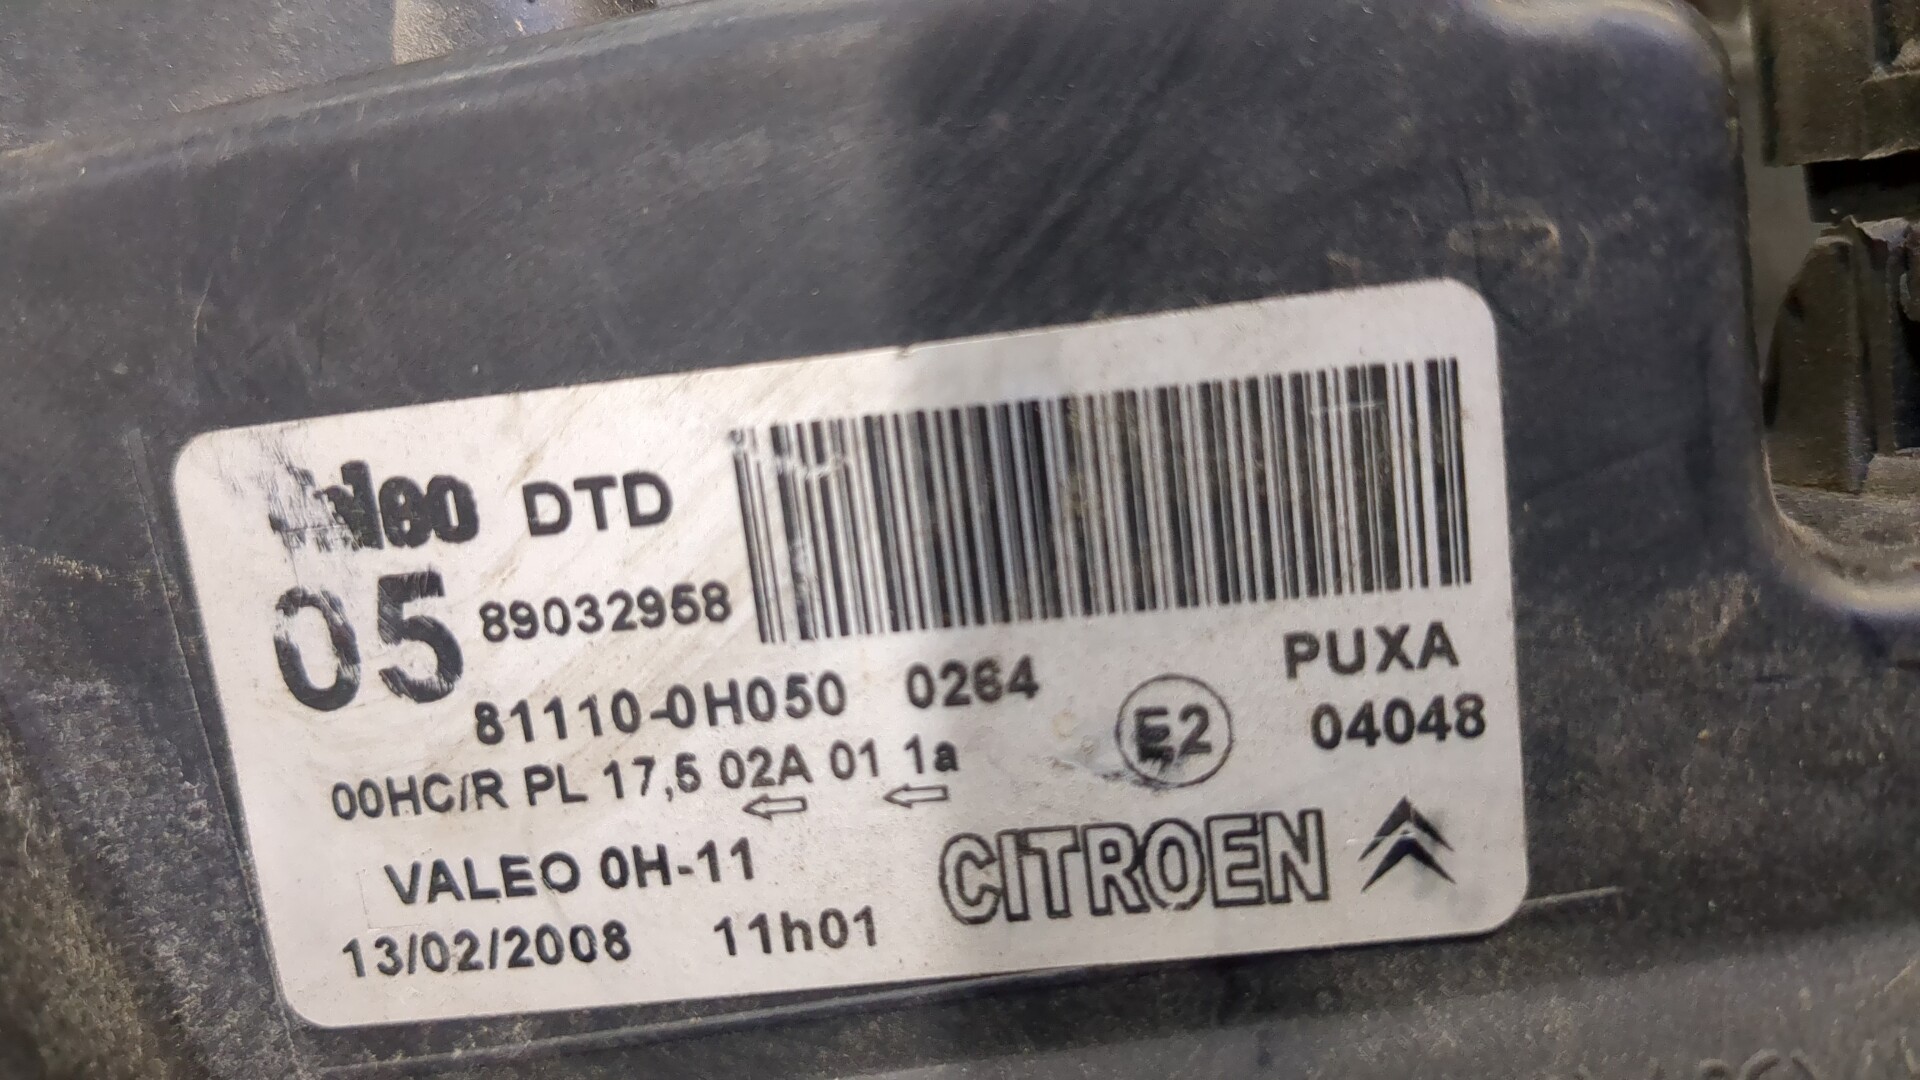 valeo DTD
05 89032958
81110-0H050 0264
PUXA
04048
E2
00HC/R PL 17,5 02A 01 1a
VALEO 0H-11
13/02/2008 11h01
CITROEN